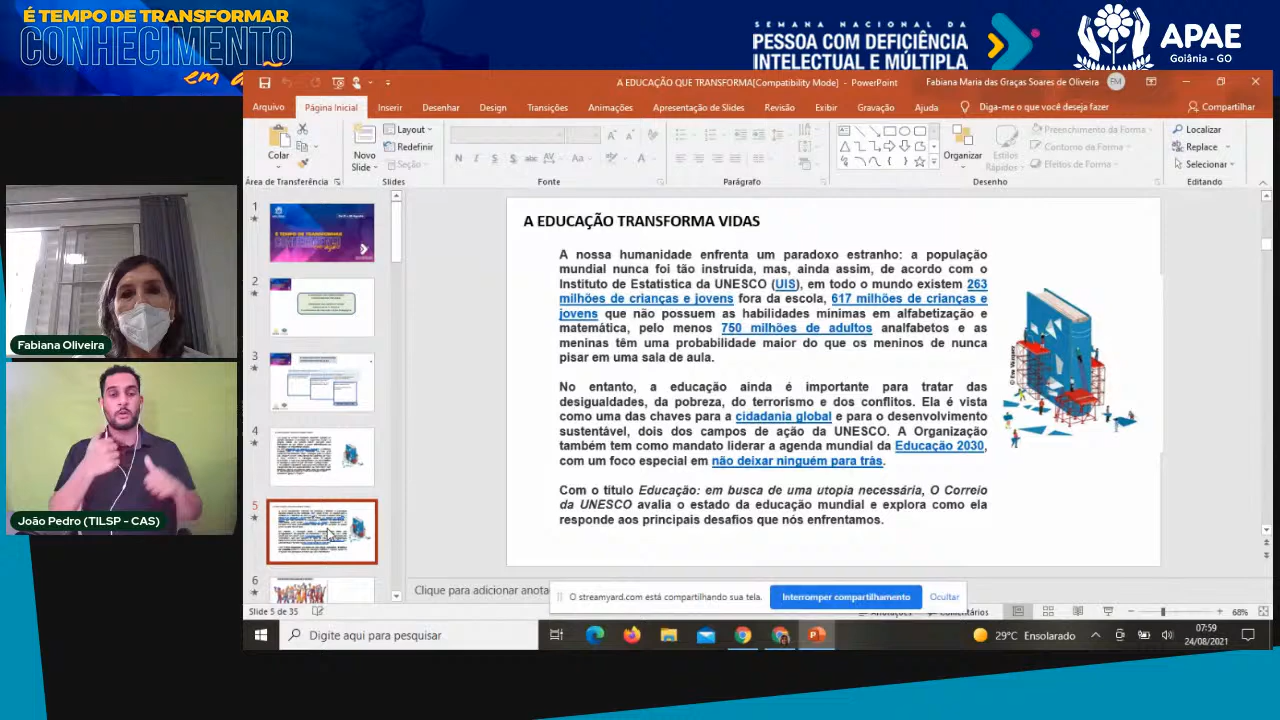 É TEMPO DE TRANSFORMAR
CONHECIMENTO
em a
SEMANA NACIONAL DA
PESSOA COM DEFICIÊNCIA
INTELECTUAL E MÚLTIPLA
APAE
Goiânia - GO
A EDUCAÇÃO QUE TRANSFORMA[Compatibility Mode] - PowerPoint
Fabiana Maria das Graças Soares de Oliveira
FM
Arquivo
Página Inicial
Inserir
Desenhar
Design
Transições
Animações
Apresentação de Slides
Revisão
Exibir
Gravação
Ajuda
Diga-me o que você deseja fazer
Compartilhar
Colar
Novo
Slide
Layout
Redefinir
Seção
N I S S abc AV Aa
Organizar
Estilos
Rápidos
Preenchimento da Forma
Contorno da Forma
Efeitos de Forma
Localizar
Replace
Selecionar
Área de Transferência
Slides
Fonte
Parágrafo
Desenho
Editando
1
2
3
4
5
6
A EDUCAÇÃO TRANSFORMA VIDAS
A nossa humanidade enfrenta um paradoxo estranho: a população
mundial nunca foi tão instruída, mas, ainda assim, de acordo com o
Instituto de Estatística da UNESCO (UIS), em todo o mundo existem 263
milhões de crianças e jovens fora da escola, 617 milhões de crianças e
jovens que não possuem as habilidades mínimas em alfabetização e
matemática, pelo menos 750 milhões de adultos analfabetos e as
meninas têm uma probabilidade maior do que os meninos de nunca
pisar em uma sala de aula.
No entanto, a educação ainda é importante para tratar das
desigualdades, da pobreza, do terrorismo e dos conflitos. Ela é vista
como uma das chaves para a cidadania global e para o desenvolvimento
sustentável, dois dos campos de ação da UNESCO. A Organização
também tem como mandato liderar a agenda mundial da Educação 2030,
com um foco especial em não deixar ninguém para trás.
Com o título Educação: em busca de uma utopia necessária, O Correio
da UNESCO avalia o estado da educação mundial e explora como ela
responde aos principais desafios que nós enfrentamos.
Fabiana Oliveira
João Pedro (TILSP - CAS)
Clique para adicionar anota
O streamyard.com está compartilhando sua tela.
Interromper compartilhamento
Ocultar
Slide 5 de 35
Anotações
Comentários
68%
Digite aqui para pesquisar
29°C Ensolarado
07:59
24/08/2021